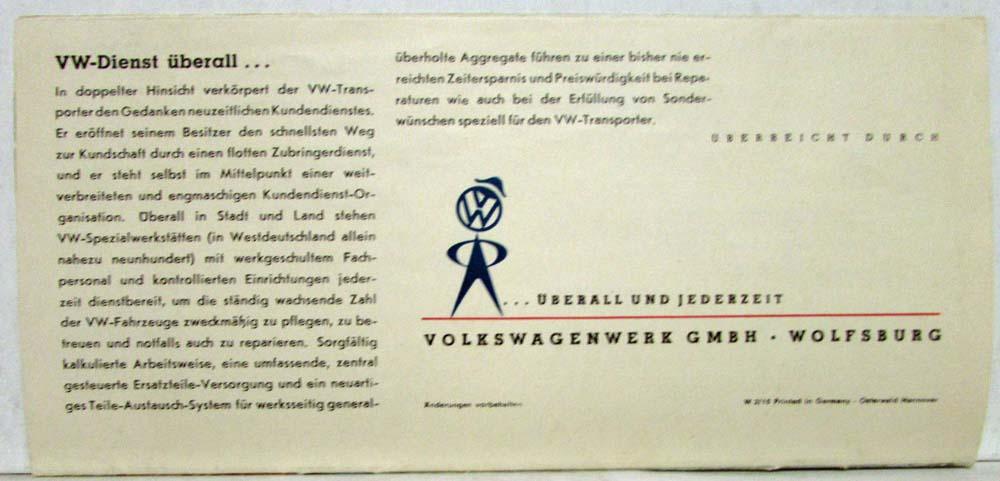 VW-Dienst überall ...
In doppelter Hinsicht verkörpert der VW-Trans-
porter den Gedanken neuzeitlichen Kundendienstes.
Er eröffnet seinem Besitzer den schnellsten Weg
zur Kundschaft durch einen flotten Zubringerdienst,
und er steht selbst im Mittelpunkt einer weit-
verbreiteten und engmaschigen Kundendienst-Or-
ganisation. Überall in Stadt und Land stehen
VW-Spezialwerkstätten (in Westdeutschland allein
nahezu neunhundert) mit werkgeschultem Fach-
personal und kontrollierten Einrichtungen jeder-
zeit dienstbereit, um die ständig wachsende Zahl
der VW-Fahrzeuge zweckmäßig zu pflegen, zu be-
treuen und notfalls auch zu reparieren. Sorgfältig
kalkulierte Arbeitsweise, eine umfassende, zentral
gesteuerte Ersatzteile-Versorgung und ein neuarti-
ges Teile-Austausch-System für werksseitig general-
überholte Aggregate führen zu einer bisher nie er-
reichten Zeitersparnis und Preiswürdigkeit bei Repa-
raturen wie auch bei der Erfüllung von Sonder-
wünschen speziell für den VW-Transporter.
ÜBERREICHT DURCH
VW
... ÜBERALL UND JEDERZEIT
VOLKSWAGENWERK GMBH · WOLFSBURG
Änderungen vorbehalten
W 2/15 Printed in Germany - Osterwald Hannover